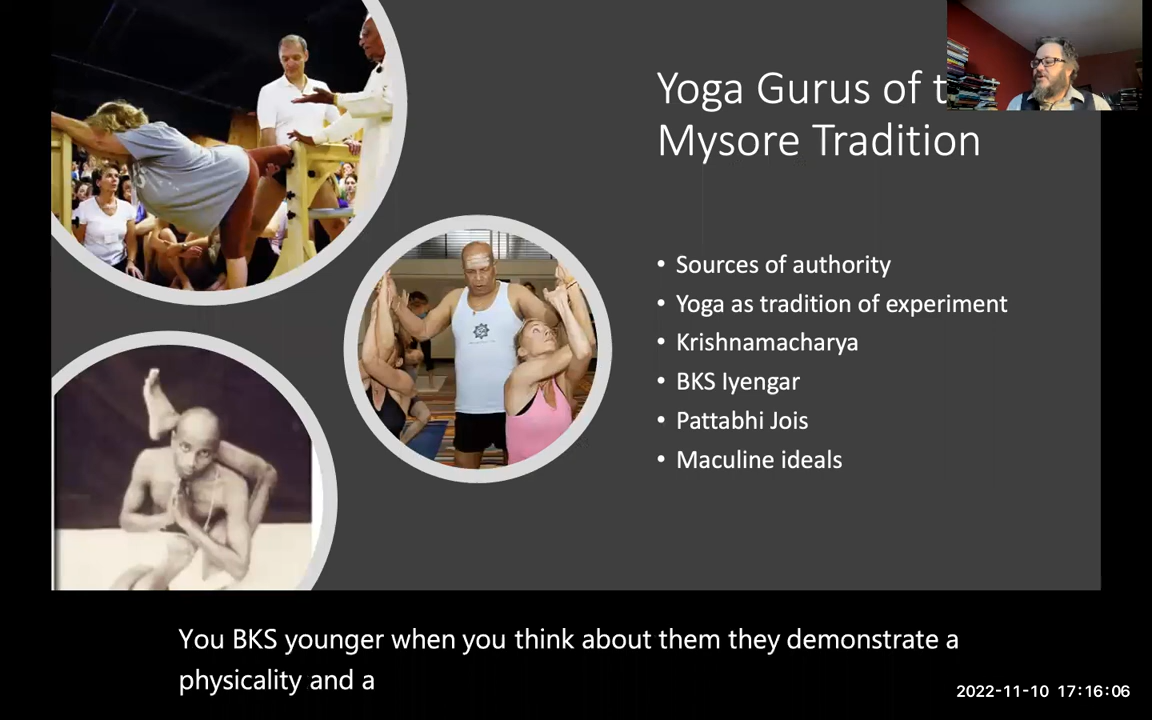 Yoga Gurus of t
Mysore Tradition
• Sources of authority
• Yoga as tradition of experiment
• Krishnamacharya
• BKS Iyengar
• Pattabhi Jois
• Maculine ideals
You BKS younger when you think about them they demonstrate a
physicality and a
2022-11-10 17:16:06